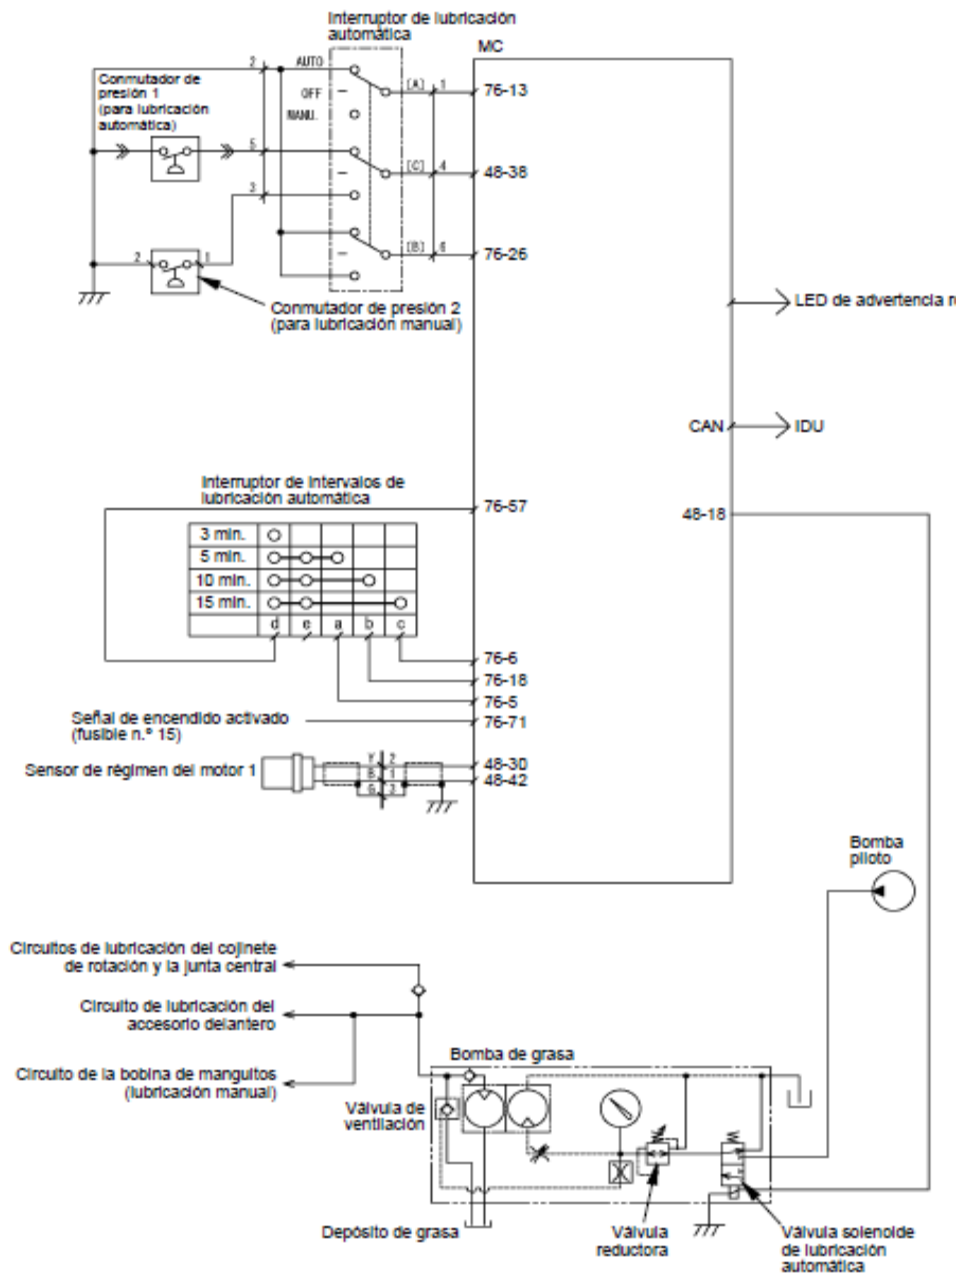 Interruptor de lubricación
automática
MC
2
AUTO
[A]
1
76-13
Conmutador de
presión 1
(para lubricación
automática)
OFF
MANU.
5
[C]
4
48-38
3
[B]
6
76-26
2
1
Conmutador de presión 2
(para lubricación manual)
LED de advertencia r
CAN
IDU
Interruptor de intervalos de
lubricación automática
76-57
48-18
3 min.
5 min.
10 min.
15 min.
d e a b c
76-6
76-18
76-5
Señal de encendido activado
(fusible n.º 15)
76-71
Sensor de régimen del motor 1
Y 2
B 1
G 3
48-30
48-42
Bomba
piloto
Circuitos de lubricación del cojinete
de rotación y la junta central
Circuito de lubricación del
accesorio delantero
Circuito de la bobina de manguitos
(lubricación manual)
Bomba de grasa
Válvula de
ventilación
Depósito de grasa
Válvula
reductora
Válvula solenoide
de lubricación
automática